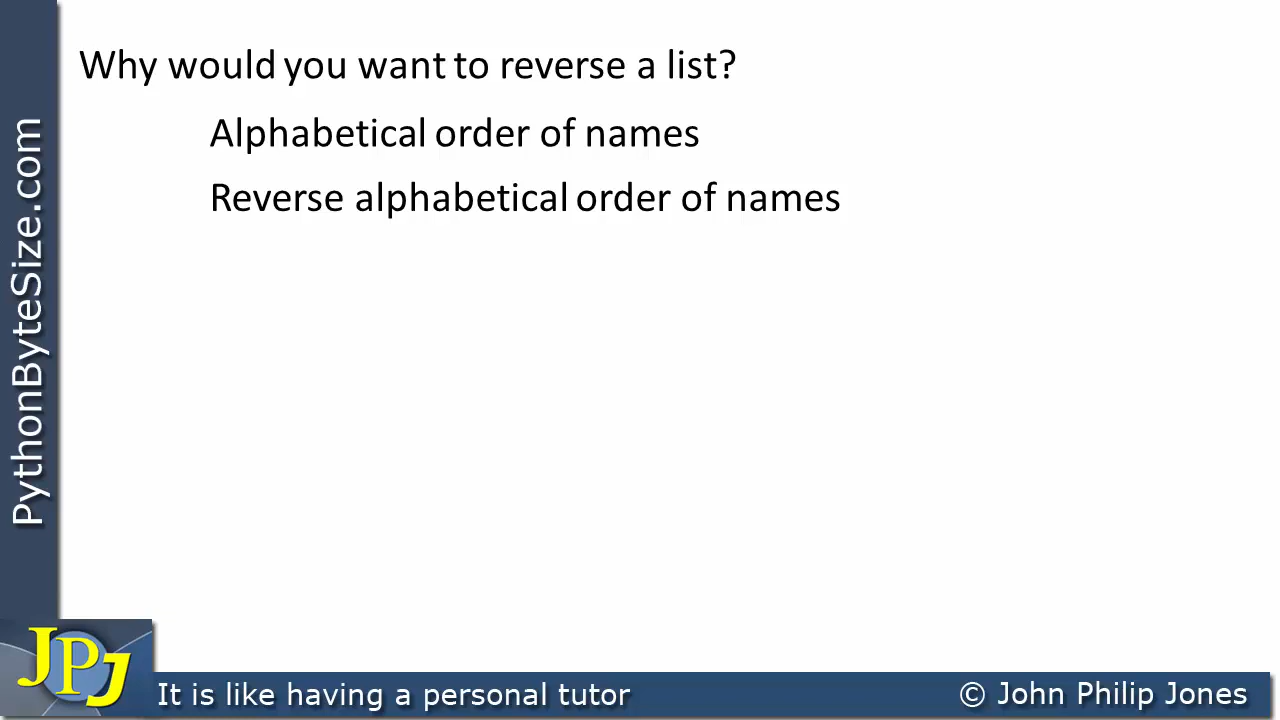 Why would you want to reverse a list?
Alphabetical order of names
Reverse alphabetical order of names
PythonByteSize.com
JPJ
It is like having a personal tutor
© John Philip Jones